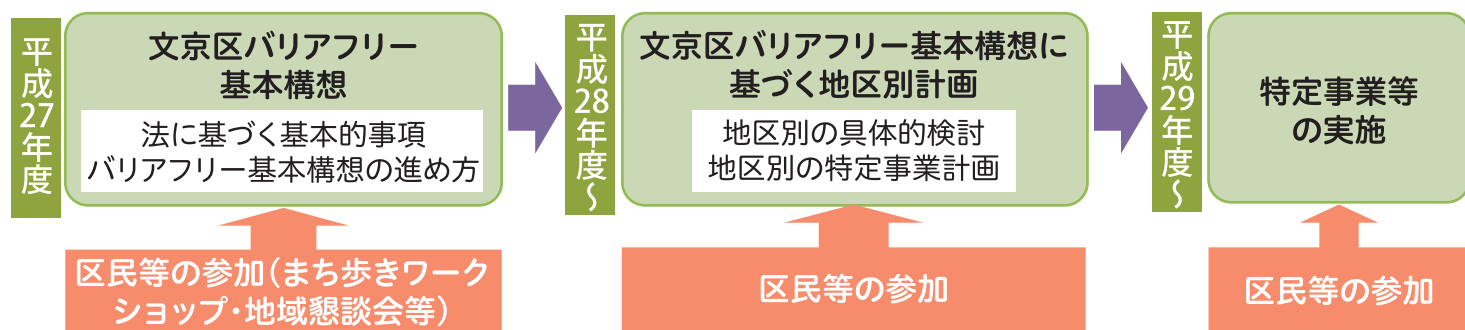 平成27年度
文京区バリアフリー
基本構想
法に基づく基本的事項
バリアフリー基本構想の進め方
区民等の参加(まち歩きワーク
ショップ・地域懇談会等)
平成28年度～
文京区バリアフリー基本構想に
基づく地区別計画
地区別の具体的検討
地区別の特定事業計画
区民等の参加
平成29年度～
特定事業等
の実施
区民等の参加